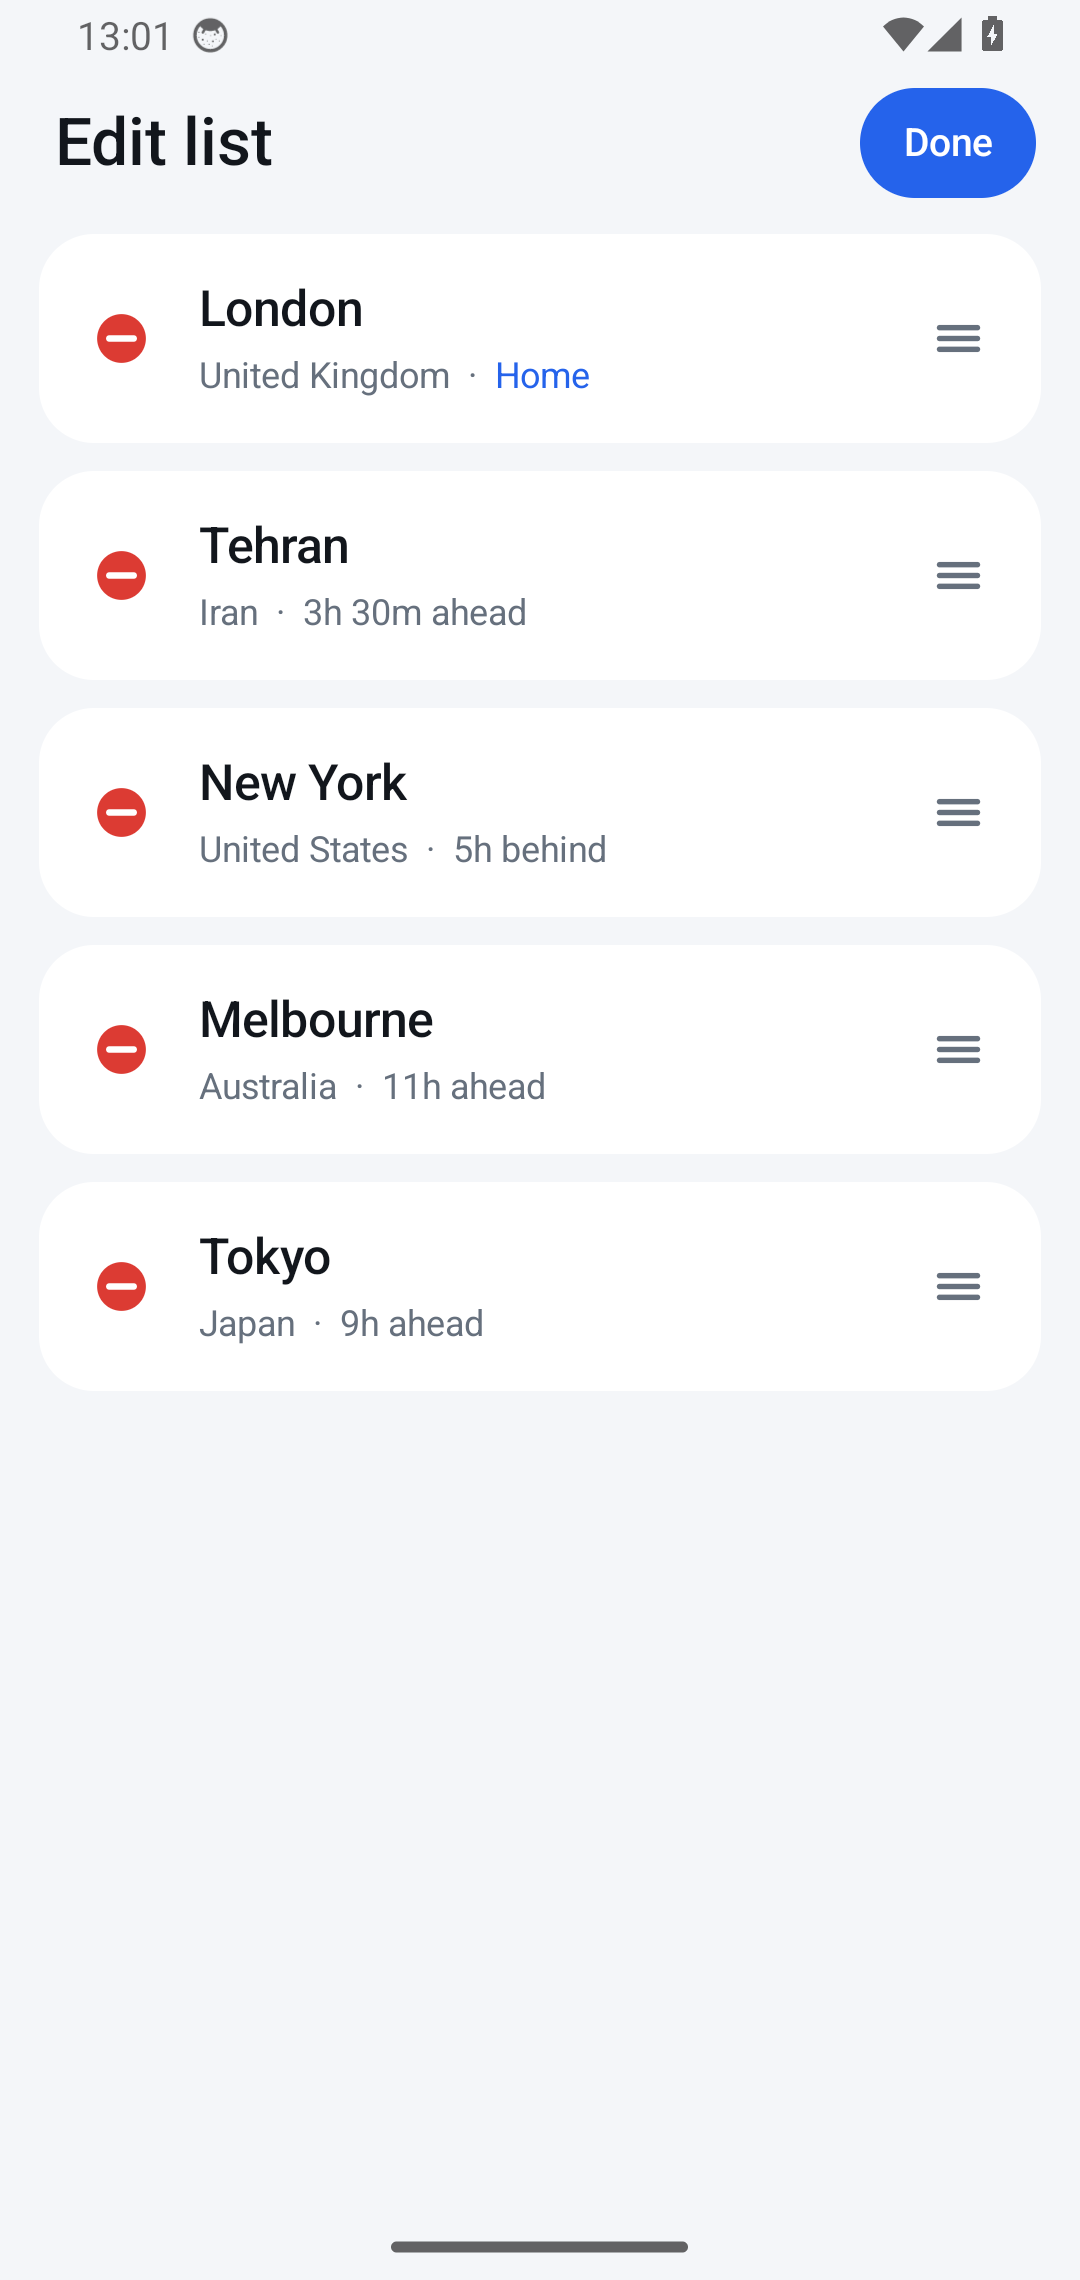 13:01
Edit list
Done
London
United Kingdom · Home
Tehran
Iran · 3h 30m ahead
New York
United States · 5h behind
Melbourne
Australia · 11h ahead
Tokyo
Japan · 9h ahead